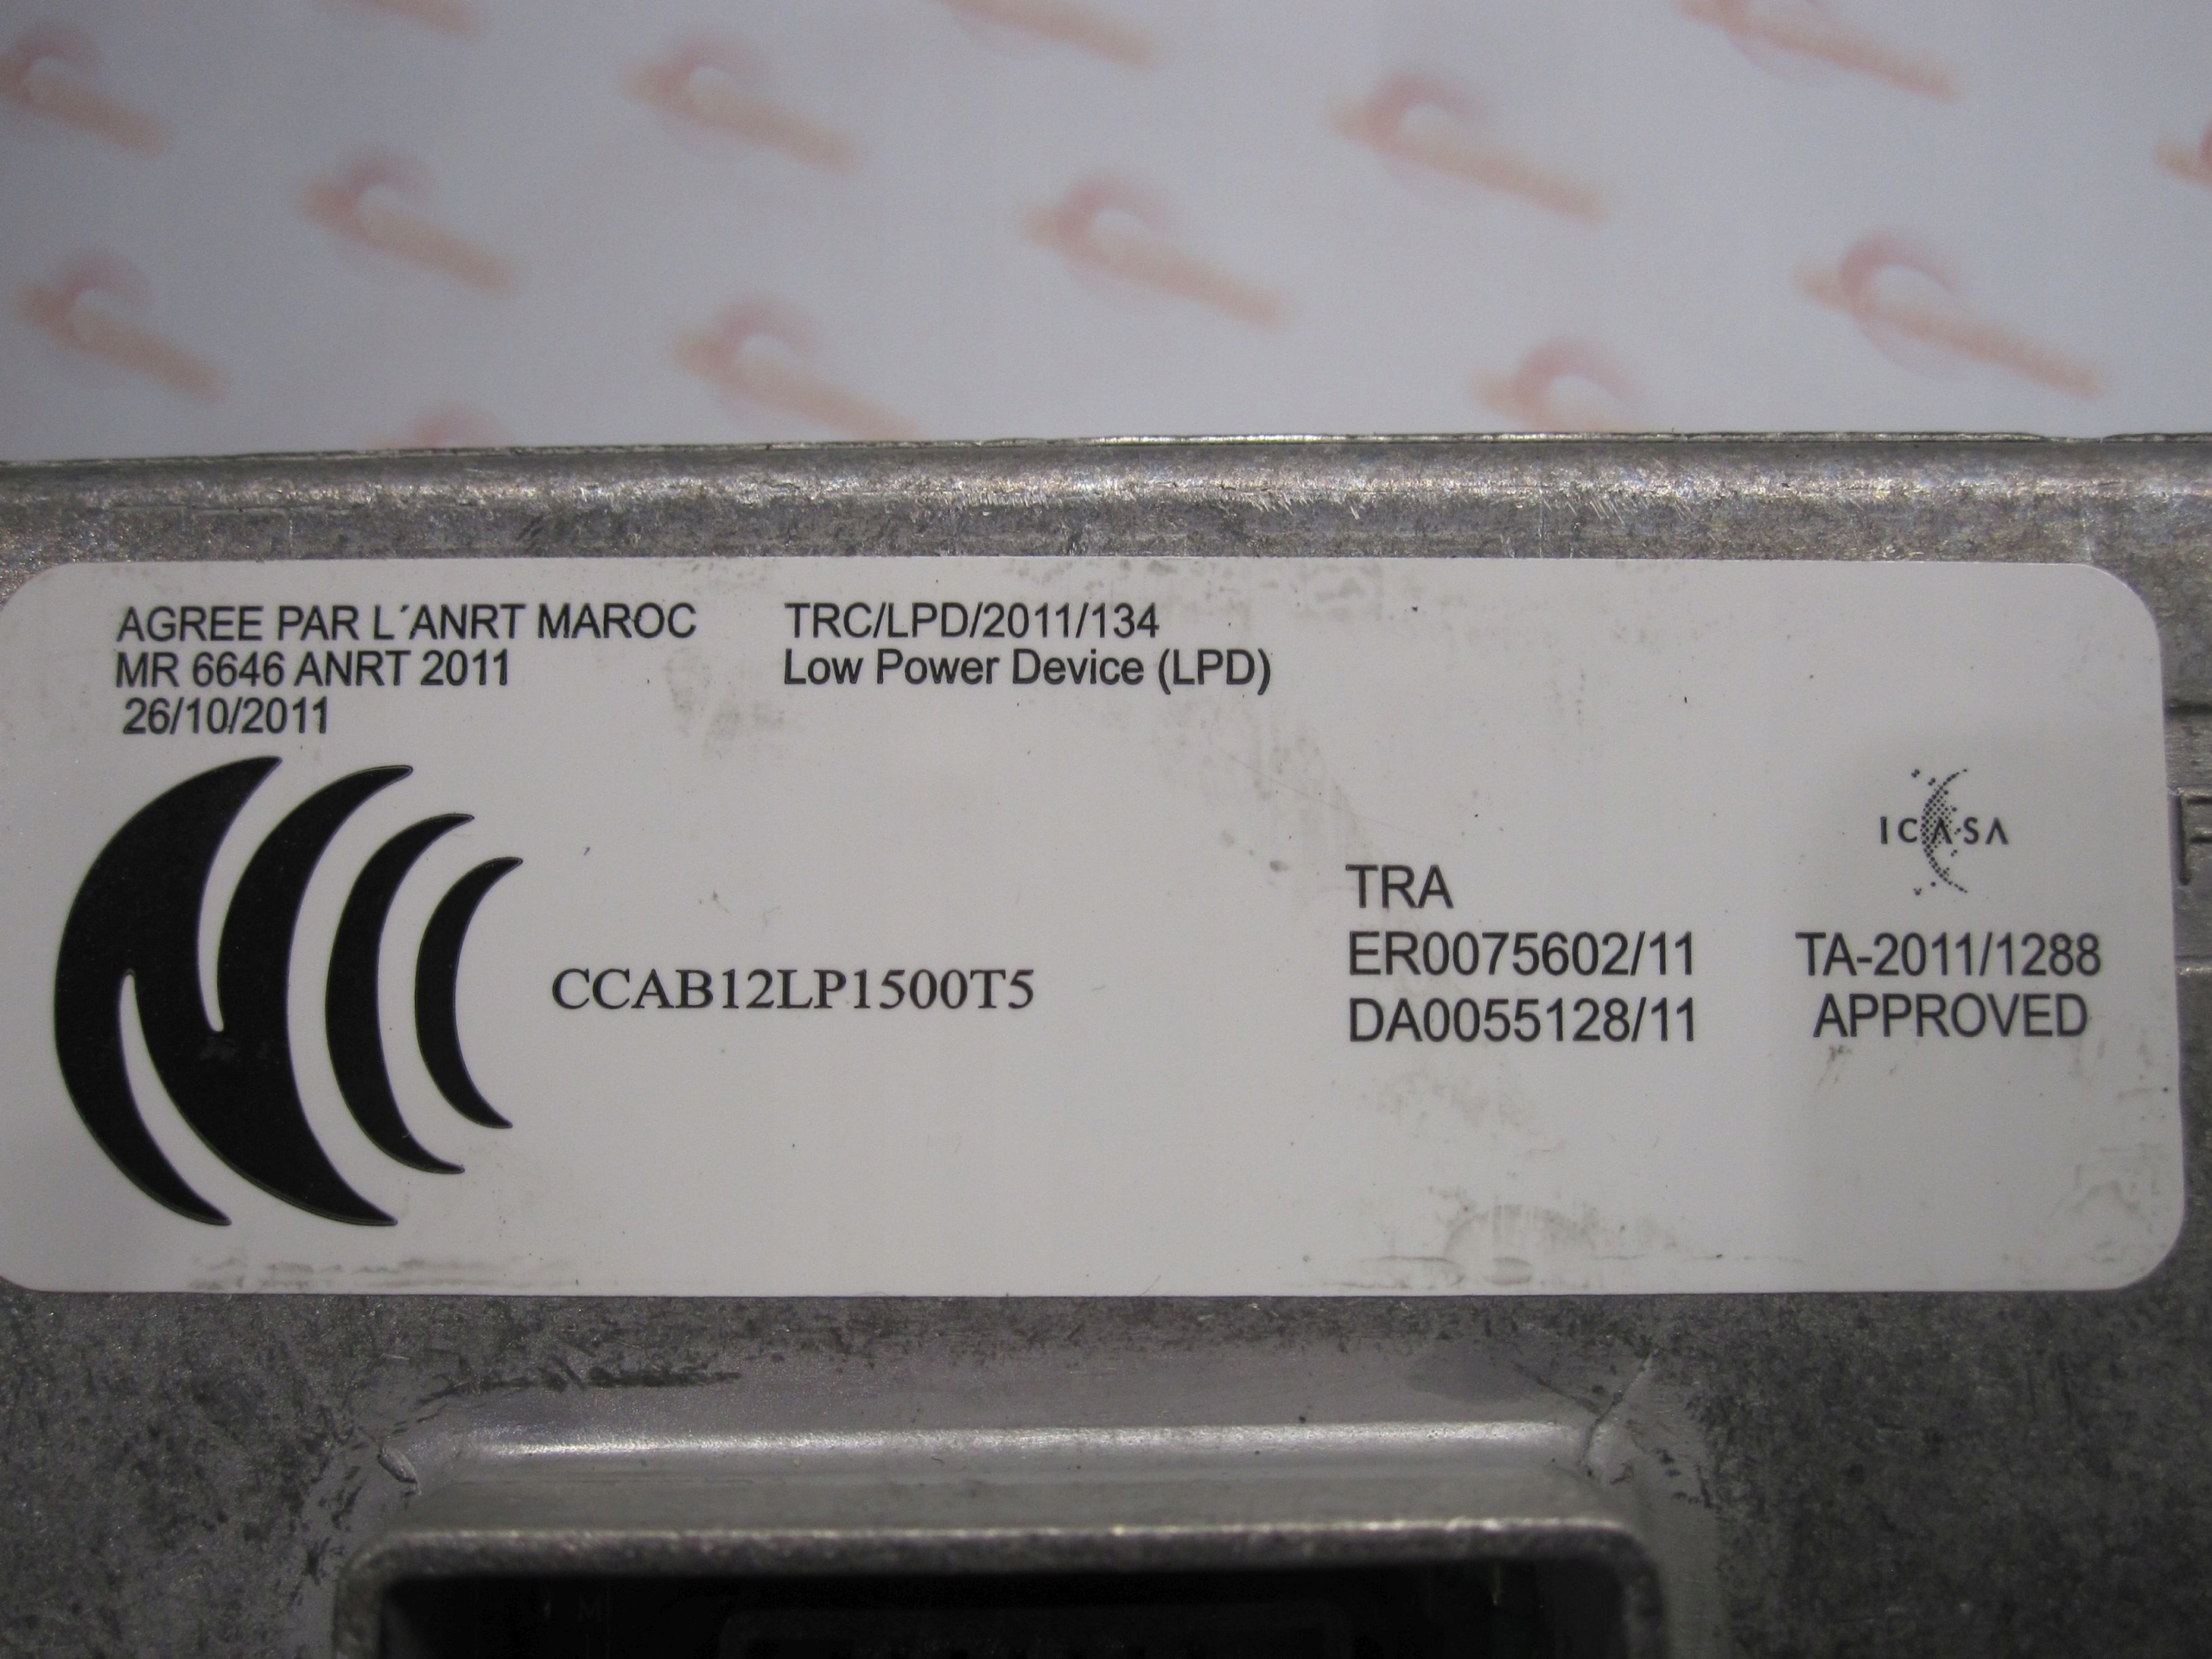 AGREE PAR L´ANRT MAROC
MR 6646 ANRT 2011
26/10/2011
TRC/LPD/2011/134
Low Power Device (LPD)
CCAB12LP1500T5
TRA
ER0075602/11
DA0055128/11
ICASA
TA-2011/1288
APPROVED